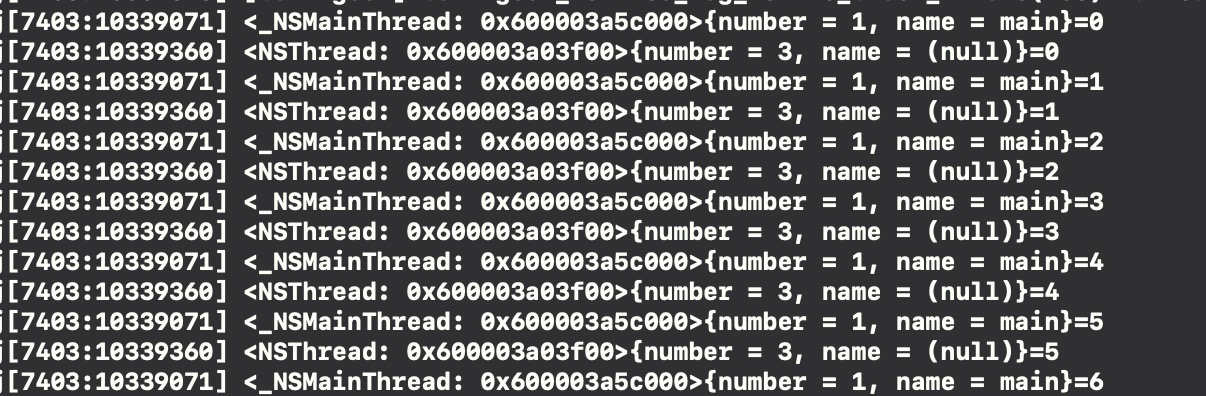 j[7403:10339071] <_NSMainThread: 0x600003a5c000>{number = 1, name = main}=0
j[7403:10339360] <NSThread: 0x600003a03f00>{number = 3, name = (null)}=0
j[7403:10339071] <_NSMainThread: 0x600003a5c000>{number = 1, name = main}=1
j[7403:10339360] <NSThread: 0x600003a03f00>{number = 3, name = (null)}=1
j[7403:10339071] <_NSMainThread: 0x600003a5c000>{number = 1, name = main}=2
j[7403:10339360] <NSThread: 0x600003a03f00>{number = 3, name = (null)}=2
j[7403:10339071] <_NSMainThread: 0x600003a5c000>{number = 1, name = main}=3
j[7403:10339360] <NSThread: 0x600003a03f00>{number = 3, name = (null)}=3
j[7403:10339071] <_NSMainThread: 0x600003a5c000>{number = 1, name = main}=4
j[7403:10339360] <NSThread: 0x600003a03f00>{number = 3, name = (null)}=4
j[7403:10339071] <_NSMainThread: 0x600003a5c000>{number = 1, name = main}=5
j[7403:10339360] <NSThread: 0x600003a03f00>{number = 3, name = (null)}=5
j[7403:10339071] <_NSMainThread: 0x600003a5c000>{number = 1, name = main}=6